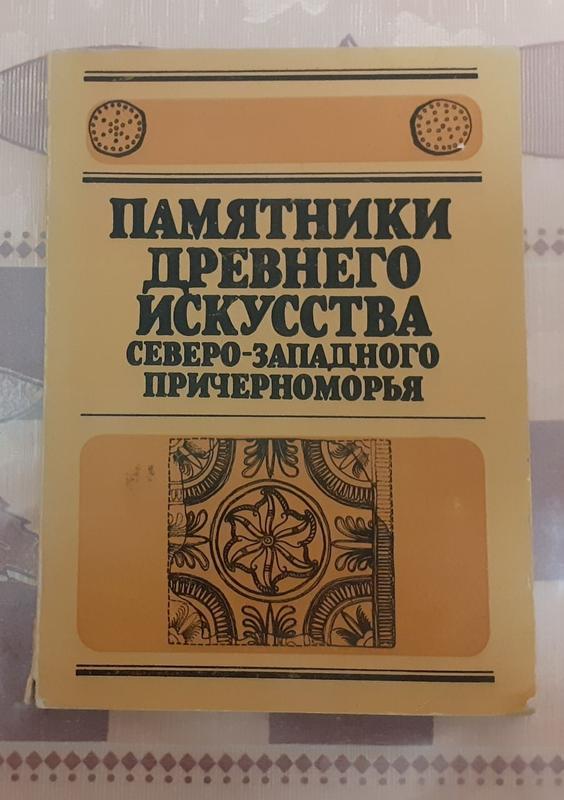 ПАМЯТНИКИ
ДРЕВНЕГО
ИСКУССТВА
СЕВЕРО-ЗАПАДНОГО
ПРИЧЕРНОМОРЬЯ